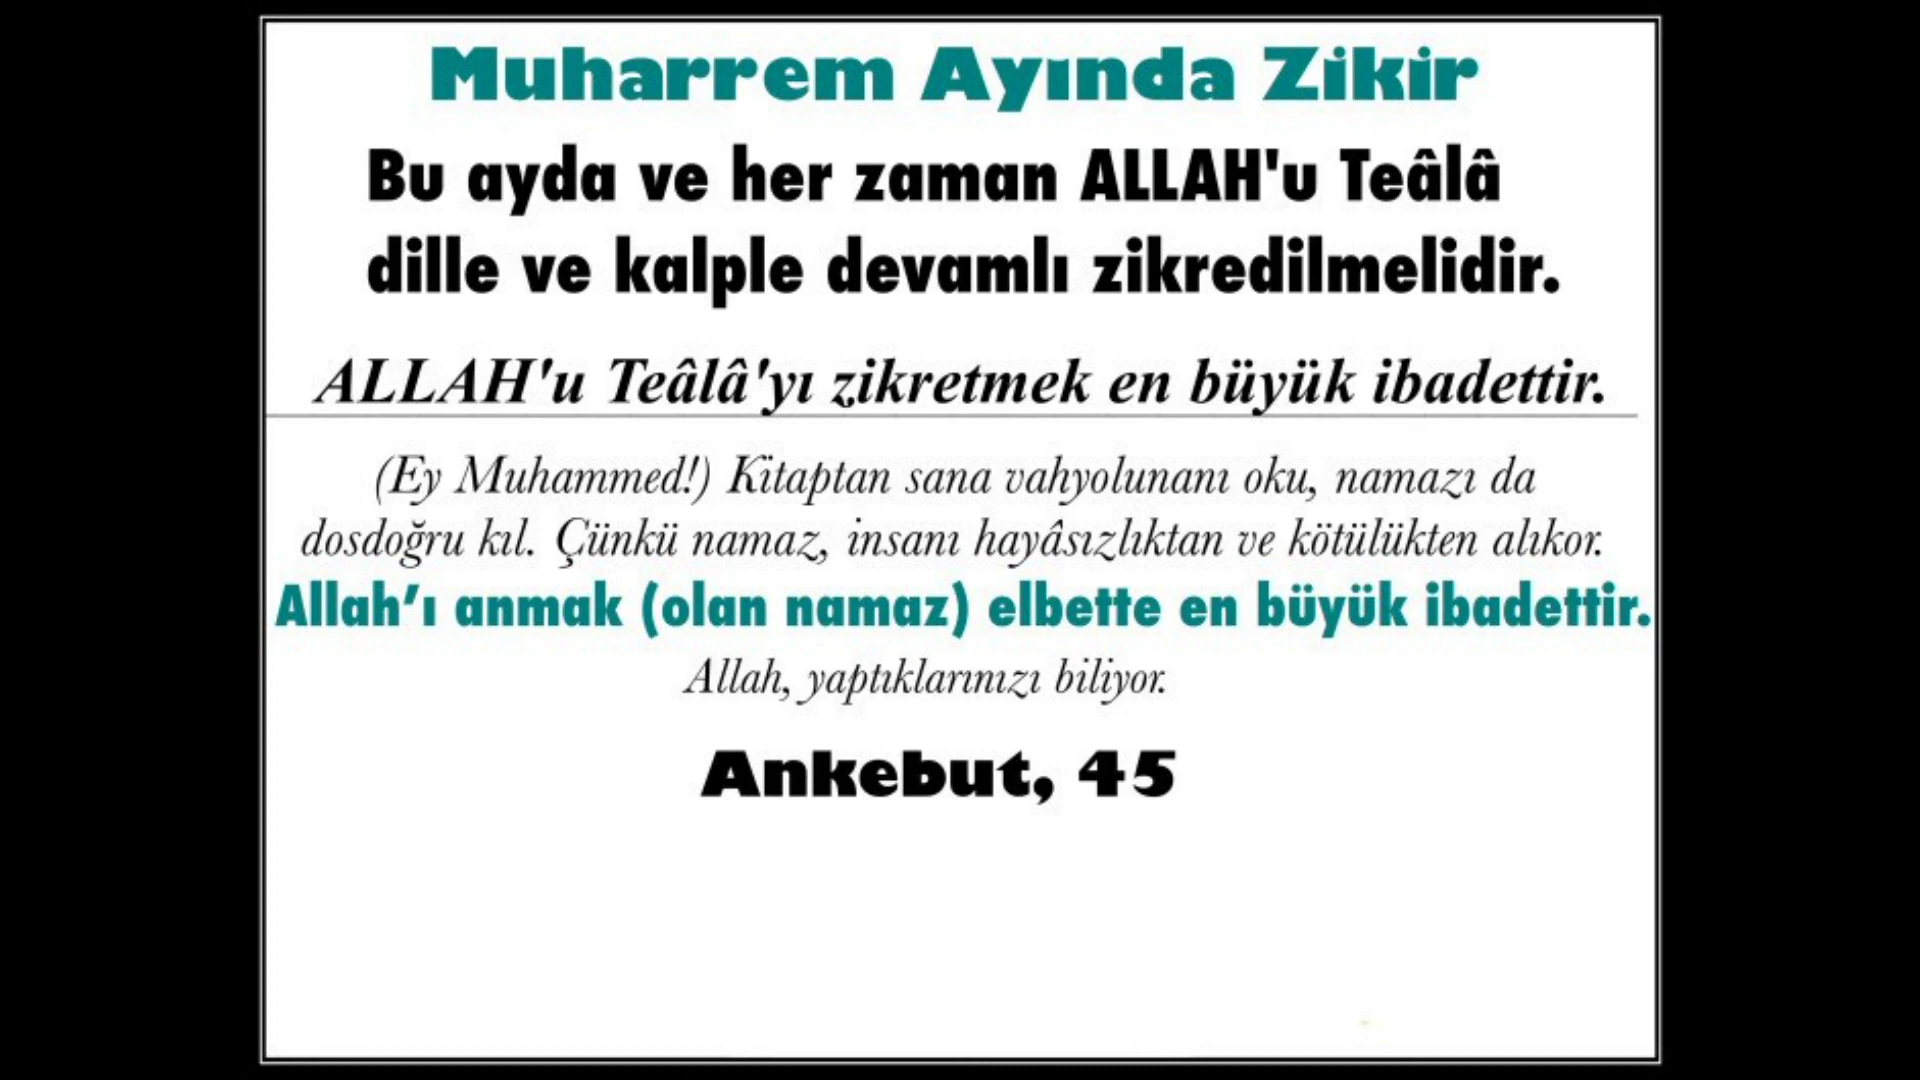 Muharrem Ayında Zikir
Bu ayda ve her zaman ALLAH'u Teâlâ
dille ve kalple devamlı zikredilmelidir.
ALLAH'u Teâlâ'yı zikretmek en büyük ibadettir.
(Ey Muhammed!) Kitaptan sana vahyolunanı oku, namazı da
dosdoğru kıl. Çünkü namaz, insanı hayâsızlıktan ve kötülükten alıkor.
Allah’ı anmak (olan namaz) elbette en büyük ibadettir.
Allah, yaptıklarınızı biliyor.
Ankebut, 45